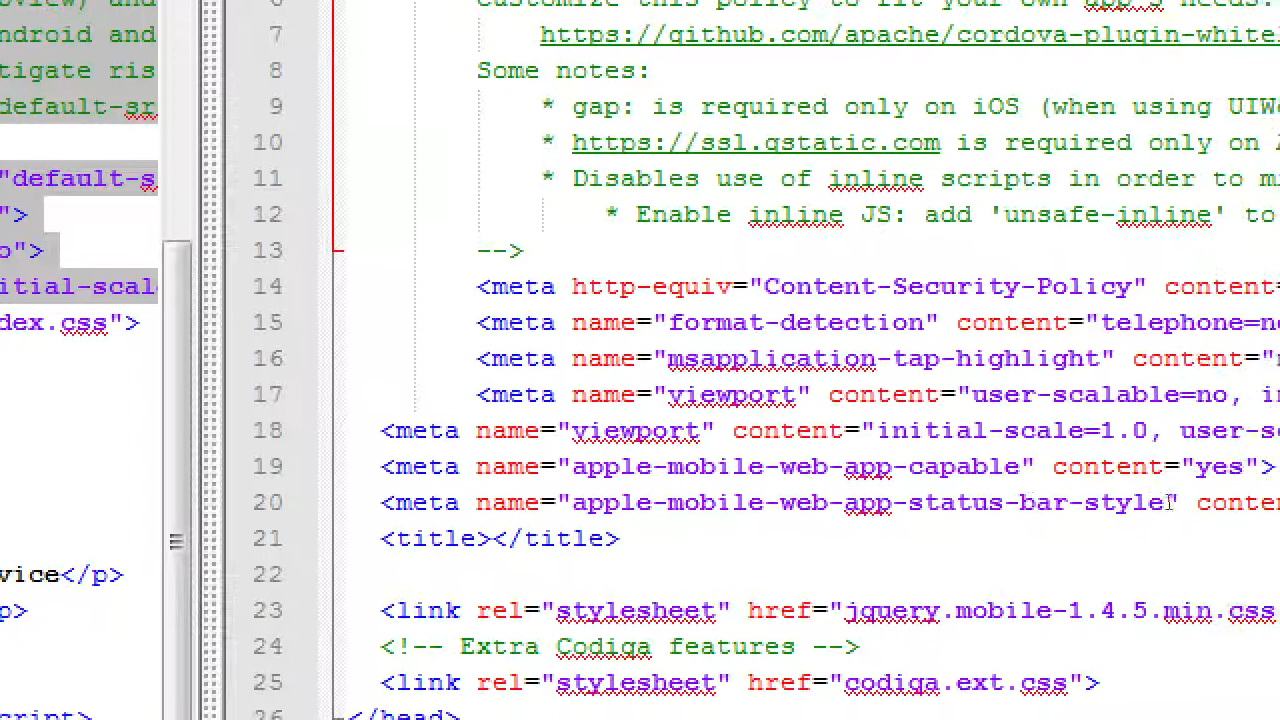 oview) and
ndroid and
tigate ris
default-sr
"default-s
">
o">
itial-scal
dex.css">
vice</p>
p>
script>
6 Customize this policy to fit your own app's needs.
7 https://github.com/apache/cordova-plugin-white
8 Some notes:
9 * gap: is required only on iOS (when using UIW
10 * https://ssl.gstatic.com is required only on
11 * Disables use of inline scripts in order to m
12 * Enable inline JS: add 'unsafe-inline' to
13 -->
14 <meta http-equiv="Content-Security-Policy" content=
15 <meta name="format-detection" content="telephone=no
16 <meta name="msapplication-tap-highlight" content="n
17 <meta name="viewport" content="user-scalable=no, in
18 <meta name="viewport" content="initial-scale=1.0, user-sc
19 <meta name="apple-mobile-web-app-capable" content="yes">
20 <meta name="apple-mobile-web-app-status-bar-style" conten
21 <title></title>
22
23 <link rel="stylesheet" href="jquery.mobile-1.4.5.min.css
24 <!-- Extra Codiqa features -->
25 <link rel="stylesheet" href="codiqa.ext.css">
26 </head>